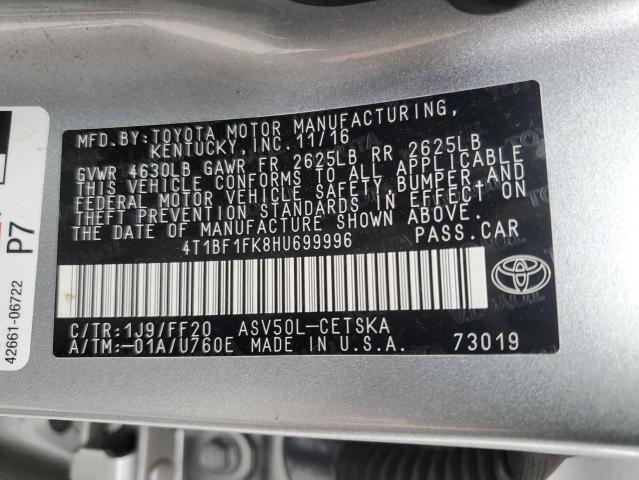 MFD.BY:TOYOTA MOTOR MANUFACTURING,
KENTUCKY,INC.11/16
GVWR 4630LB GAWR FR 2625LB RR 2625LB
THIS VEHICLE CONFORMS TO ALL APPLICABLE
FEDERAL MOTOR VEHICLE SAFETY,BUMPER,AND
THEFT PREVENTION STANDARDS IN EFFECT ON
THE DATE OF MANUFACTURE SHOWN ABOVE.
4T1BF1FK8HU699996 PASS.CAR
C/TR:1J9/FF20 ASV50L-CETSKA
A/TM:-01A/U760E MADE IN U.S.A. 73019
P7
42661-06722